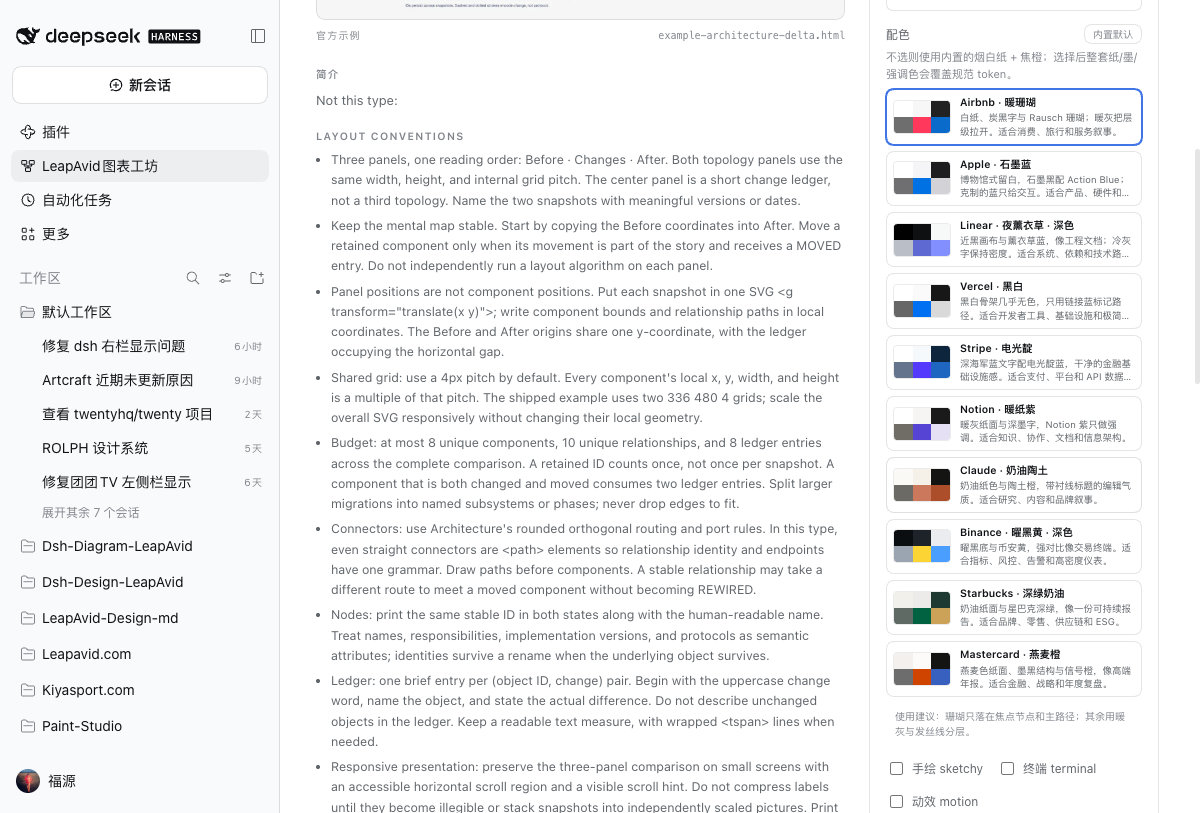 deepseek HARNESS
新会话
插件
LeapAvid 图表工坊
自动化任务
更多
工作区
默认工作区
修复 dsh 右栏显示问题 6 小时
Artcraft 近期未更新原因 9 小时
查看 twentyhq/twenty 项目 2 天
ROLPH 设计系统 5 天
修复团团 TV 左侧栏显示 6 天
展开其余 7 个会话
Dsh-Diagram-LeapAvid
Dsh-Design-LeapAvid
LeapAvid-Design-md
Leapavid.com
Kiyasport.com
Paint-Studio
福源
官方示例 example-architecture-delta.html
简介
Not this type:
LAYOUT CONVENTIONS
• Three panels, one reading order: Before · Changes · After. Both topology panels use the
same width, height, and internal grid pitch. The center panel is a short change ledger,
not a third topology. Name the two snapshots with meaningful versions or dates.
• Keep the mental map stable. Start by copying the Before coordinates into After. Move a
retained component only when its movement is part of the story and receives a MOVED
entry. Do not independently run a layout algorithm on each panel.
• Panel positions are not component positions. Put each snapshot in one SVG <g
transform="translate(x y)">; write component bounds and relationship paths in local
coordinates. The Before and After origins share one y-coordinate, with the ledger
occupying the horizontal gap.
• Shared grid: use a 4px pitch by default. Every component's local x, y, width, and height
is a multiple of that pitch. The shipped example uses two 336 480 4 grids; scale the
overall SVG responsively without changing their local geometry.
• Budget: at most 8 unique components, 10 unique relationships, and 8 ledger entries
across the complete comparison. A retained ID counts once, not once per snapshot. A
component that is both changed and moved consumes two ledger entries. Split larger
migrations into named subsystems or phases; never drop edges to fit.
• Connectors: use Architecture's rounded orthogonal routing and port rules. In this type,
even straight connectors are <path> elements so relationship identity and endpoints
have one grammar. Draw paths before components. A stable relationship may take a
different route to meet a moved component without becoming REWIRED.
• Nodes: print the same stable ID in both states along with the human-readable name.
Treat names, responsibilities, implementation versions, and protocols as semantic
attributes; identities survive a rename when the underlying object survives.
• Ledger: one brief entry per (object ID, change) pair. Begin with the uppercase change
word, name the object, and state the actual difference. Do not describe unchanged
objects in the ledger. Keep a readable text measure, with wrapped <tspan> lines when
needed.
• Responsive presentation: preserve the three-panel comparison on small screens with
an accessible horizontal scroll region and a visible scroll hint. Do not compress labels
until they become illegible or stack snapshots into independently scaled pictures. Print
配色 内置默认
不选则使用内置的烟白纸 + 焦橙；选择后整套纸/墨/
强调色会覆盖规范 token。
Airbnb · 暖珊瑚
白纸、炭黑字与 Rausch 珊瑚；暖灰把层
级拉开。适合消费、旅行和服务叙事。
Apple · 石墨蓝
博物馆式留白，石墨黑配 Action Blue；
克制的蓝只给交互。适合产品、硬件和...
Linear · 夜薰衣草 · 深色
近黑画布与薰衣草蓝，像工程文档；冷灰
字保持密度。适合系统、依赖和技术路...
Vercel · 黑白
黑白骨架几乎无色，只用链接蓝标记路
径。适合开发者工具、基础设施和极简...
Stripe · 电光靛
深海军蓝文字配电光靛蓝，干净的金融基
础设施感。适合支付、平台和 API 数据...
Notion · 暖纸紫
暖灰纸面与深墨字，Notion 紫只做强
调。适合知识、协作、文档和信息架构。
Claude · 奶油陶土
奶油纸色与陶土橙，带衬线标题的编辑气
质。适合研究、内容和品牌叙事。
Binance · 曜黑黄 · 深色
曜黑底与币安黄，强对比像交易终端。适
合指标、风控、告警和高密度仪表。
Starbucks · 深绿奶油
奶油纸面与星巴克深绿，像一份可持续报
告。适合品牌、零售、供应链和 ESG。
Mastercard · 燕麦橙
燕麦色纸面、墨黑结构与信号橙，像高端
年报。适合金融、战略和年度复盘。
使用建议：珊瑚只落在焦点节点和主路径；其余用暖
灰与发丝线分层。
手绘 sketchy 终端 terminal
动效 motion